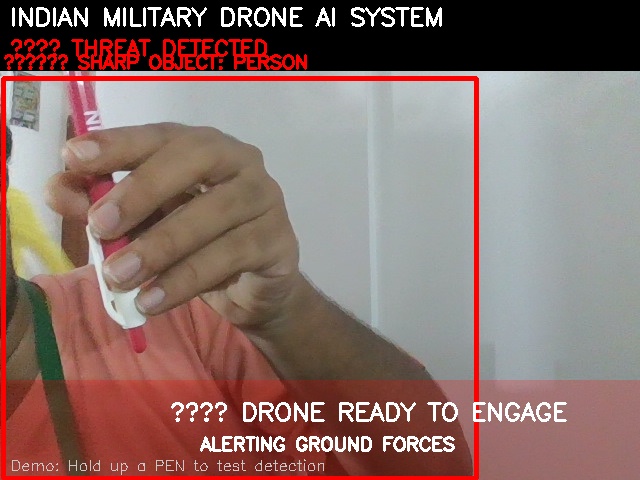 INDIAN MILITARY DRONE AI SYSTEM
???? THREAT DETECTED
?????? SHARP OBJECT: PERSON
???? DRONE READY TO ENGAGE
ALERTING GROUND FORCES
Demo: Hold up a PEN to test detection